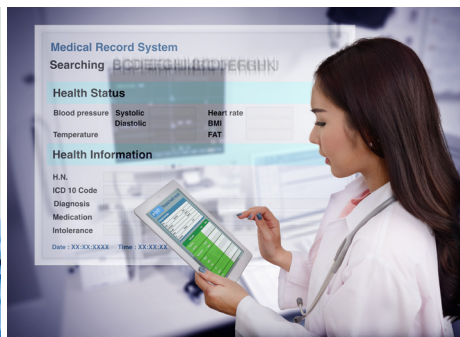 Medical Record System
Searching
Health Status
Blood pressure Systolic Heart rate
Diastolic BMI
Temperature FAT
Health Information
H.N.
ICD 10 Code
Diagnosis
Medication
Intolerance
Date : XX:XX:XXXX Time : XX:XX:XX